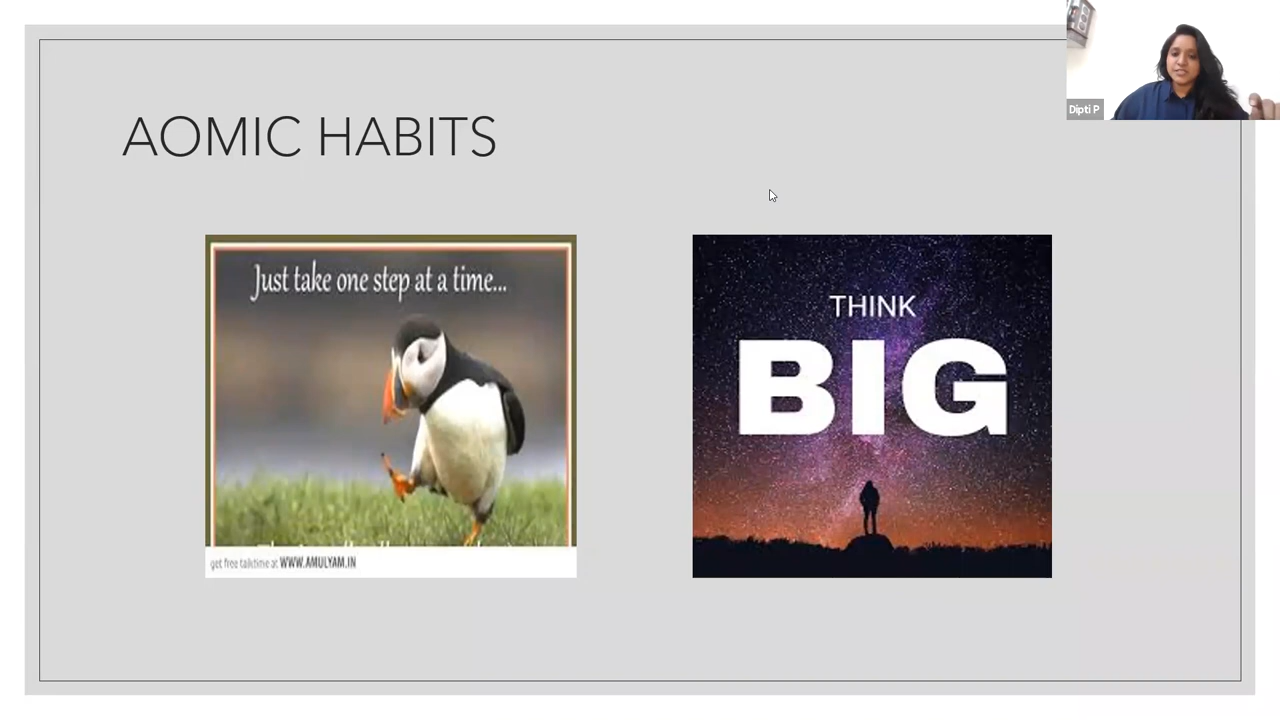 Dipti P
AOMIC HABITS
Just take one step at a time...
get free talktime at WWW.AMULYAM.IN
THINK
BIG